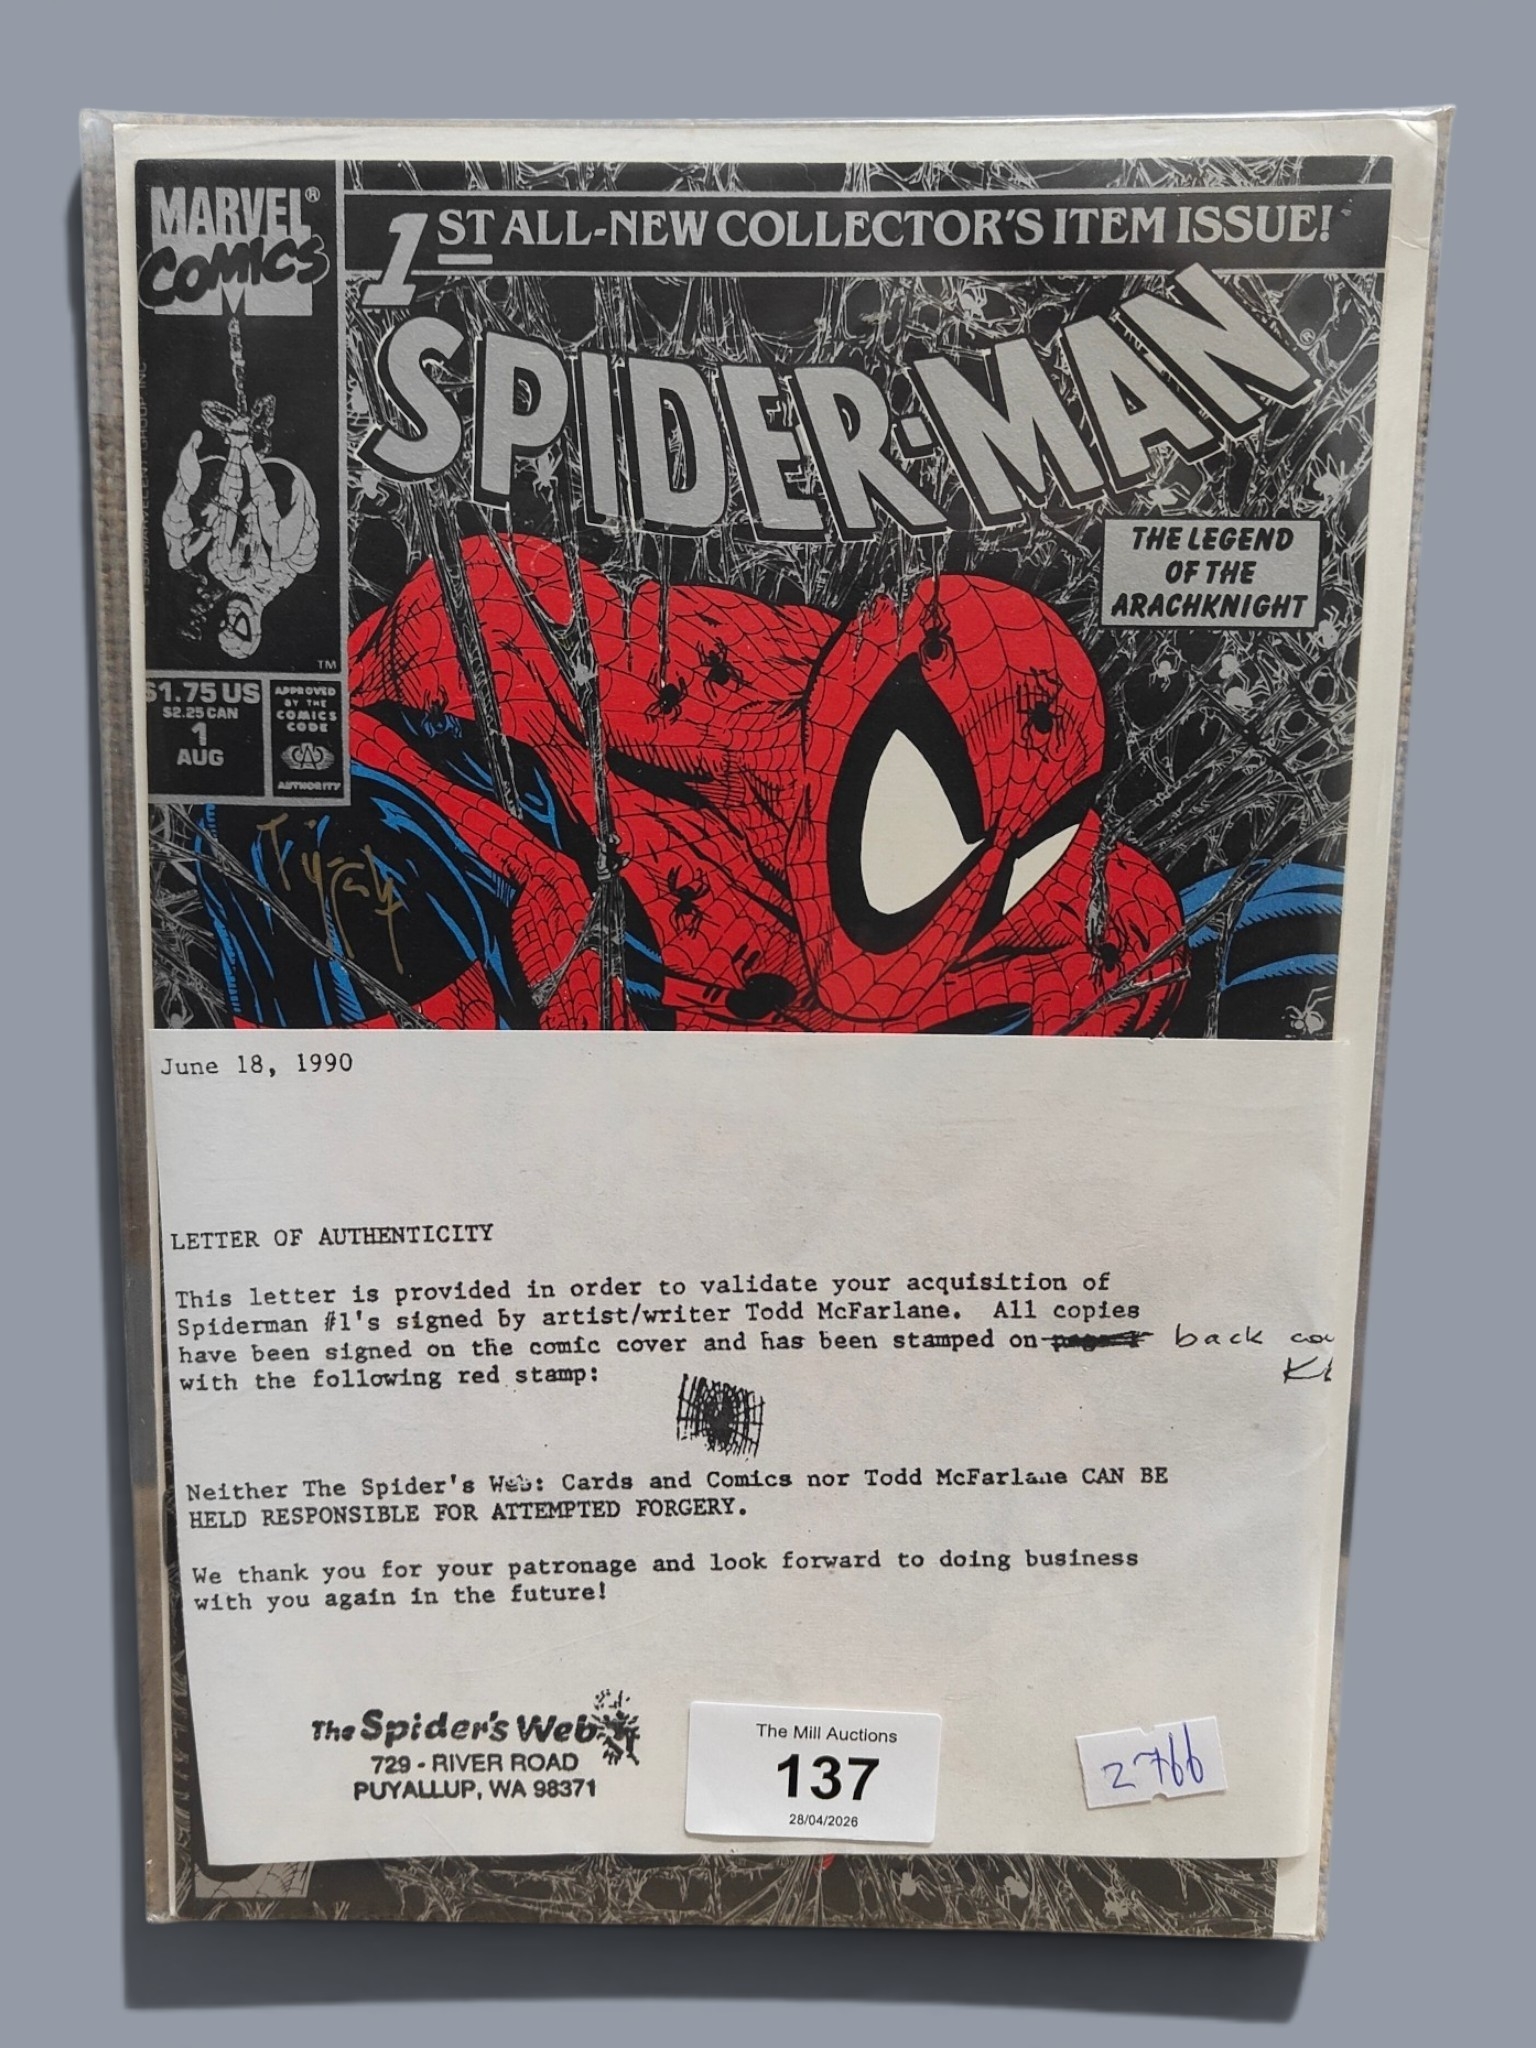 MARVEL®
COMICS
1ST ALL-NEW COLLECTOR'S ITEM ISSUE!
SPIDER-MAN®
THE LEGEND
OF THE
ARACHKNIGHT
TM
$1.75 US
$2.25 CAN
1
AUG
APPROVED
BY THE
COMICS
CODE
CA
AUTHORITY
June 18, 1990
LETTER OF AUTHENTICITY
This letter is provided in order to validate your acquisition of
Spiderman #1's signed by artist/writer Todd McFarlane. All copies
have been signed on the comic cover and has been stamped on back
with the following red stamp:
Neither The Spider's Web: Cards and Comics nor Todd McFarlane CAN BE
HELD RESPONSIBLE FOR ATTEMPTED FORGERY.
We thank you for your patronage and look forward to doing business
with you again in the future!
The Spider's Web
729 - RIVER ROAD
PUYALLUP, WA 98371
The Mill Auctions
137
28/04/2026
2766